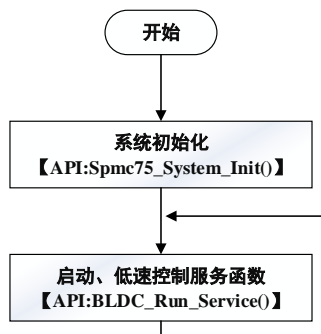 开始
系统初始化
【API:Spmc75_System_Init()】
启动、低速控制服务函数
【API:BLDC_Run_Service()】